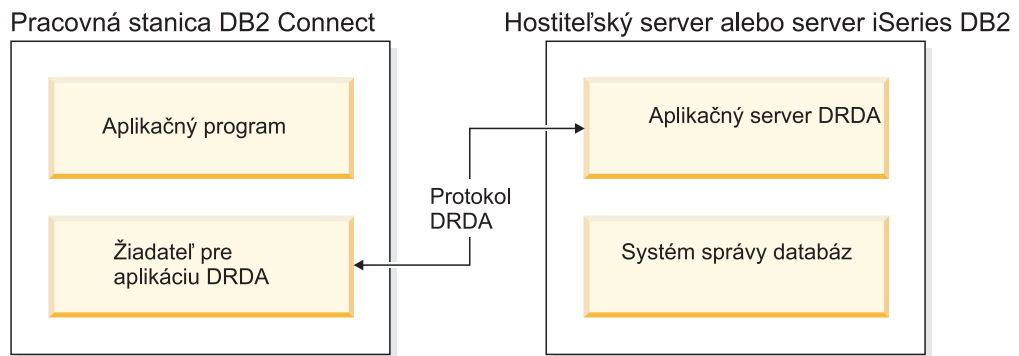 Pracovná stanica DB2 Connect
Hostiteľský server alebo server iSeries DB2
Aplikačný program
Aplikačný server DRDA
Protokol
DRDA
Žiadateľ pre
aplikáciu DRDA
Systém správy databáz